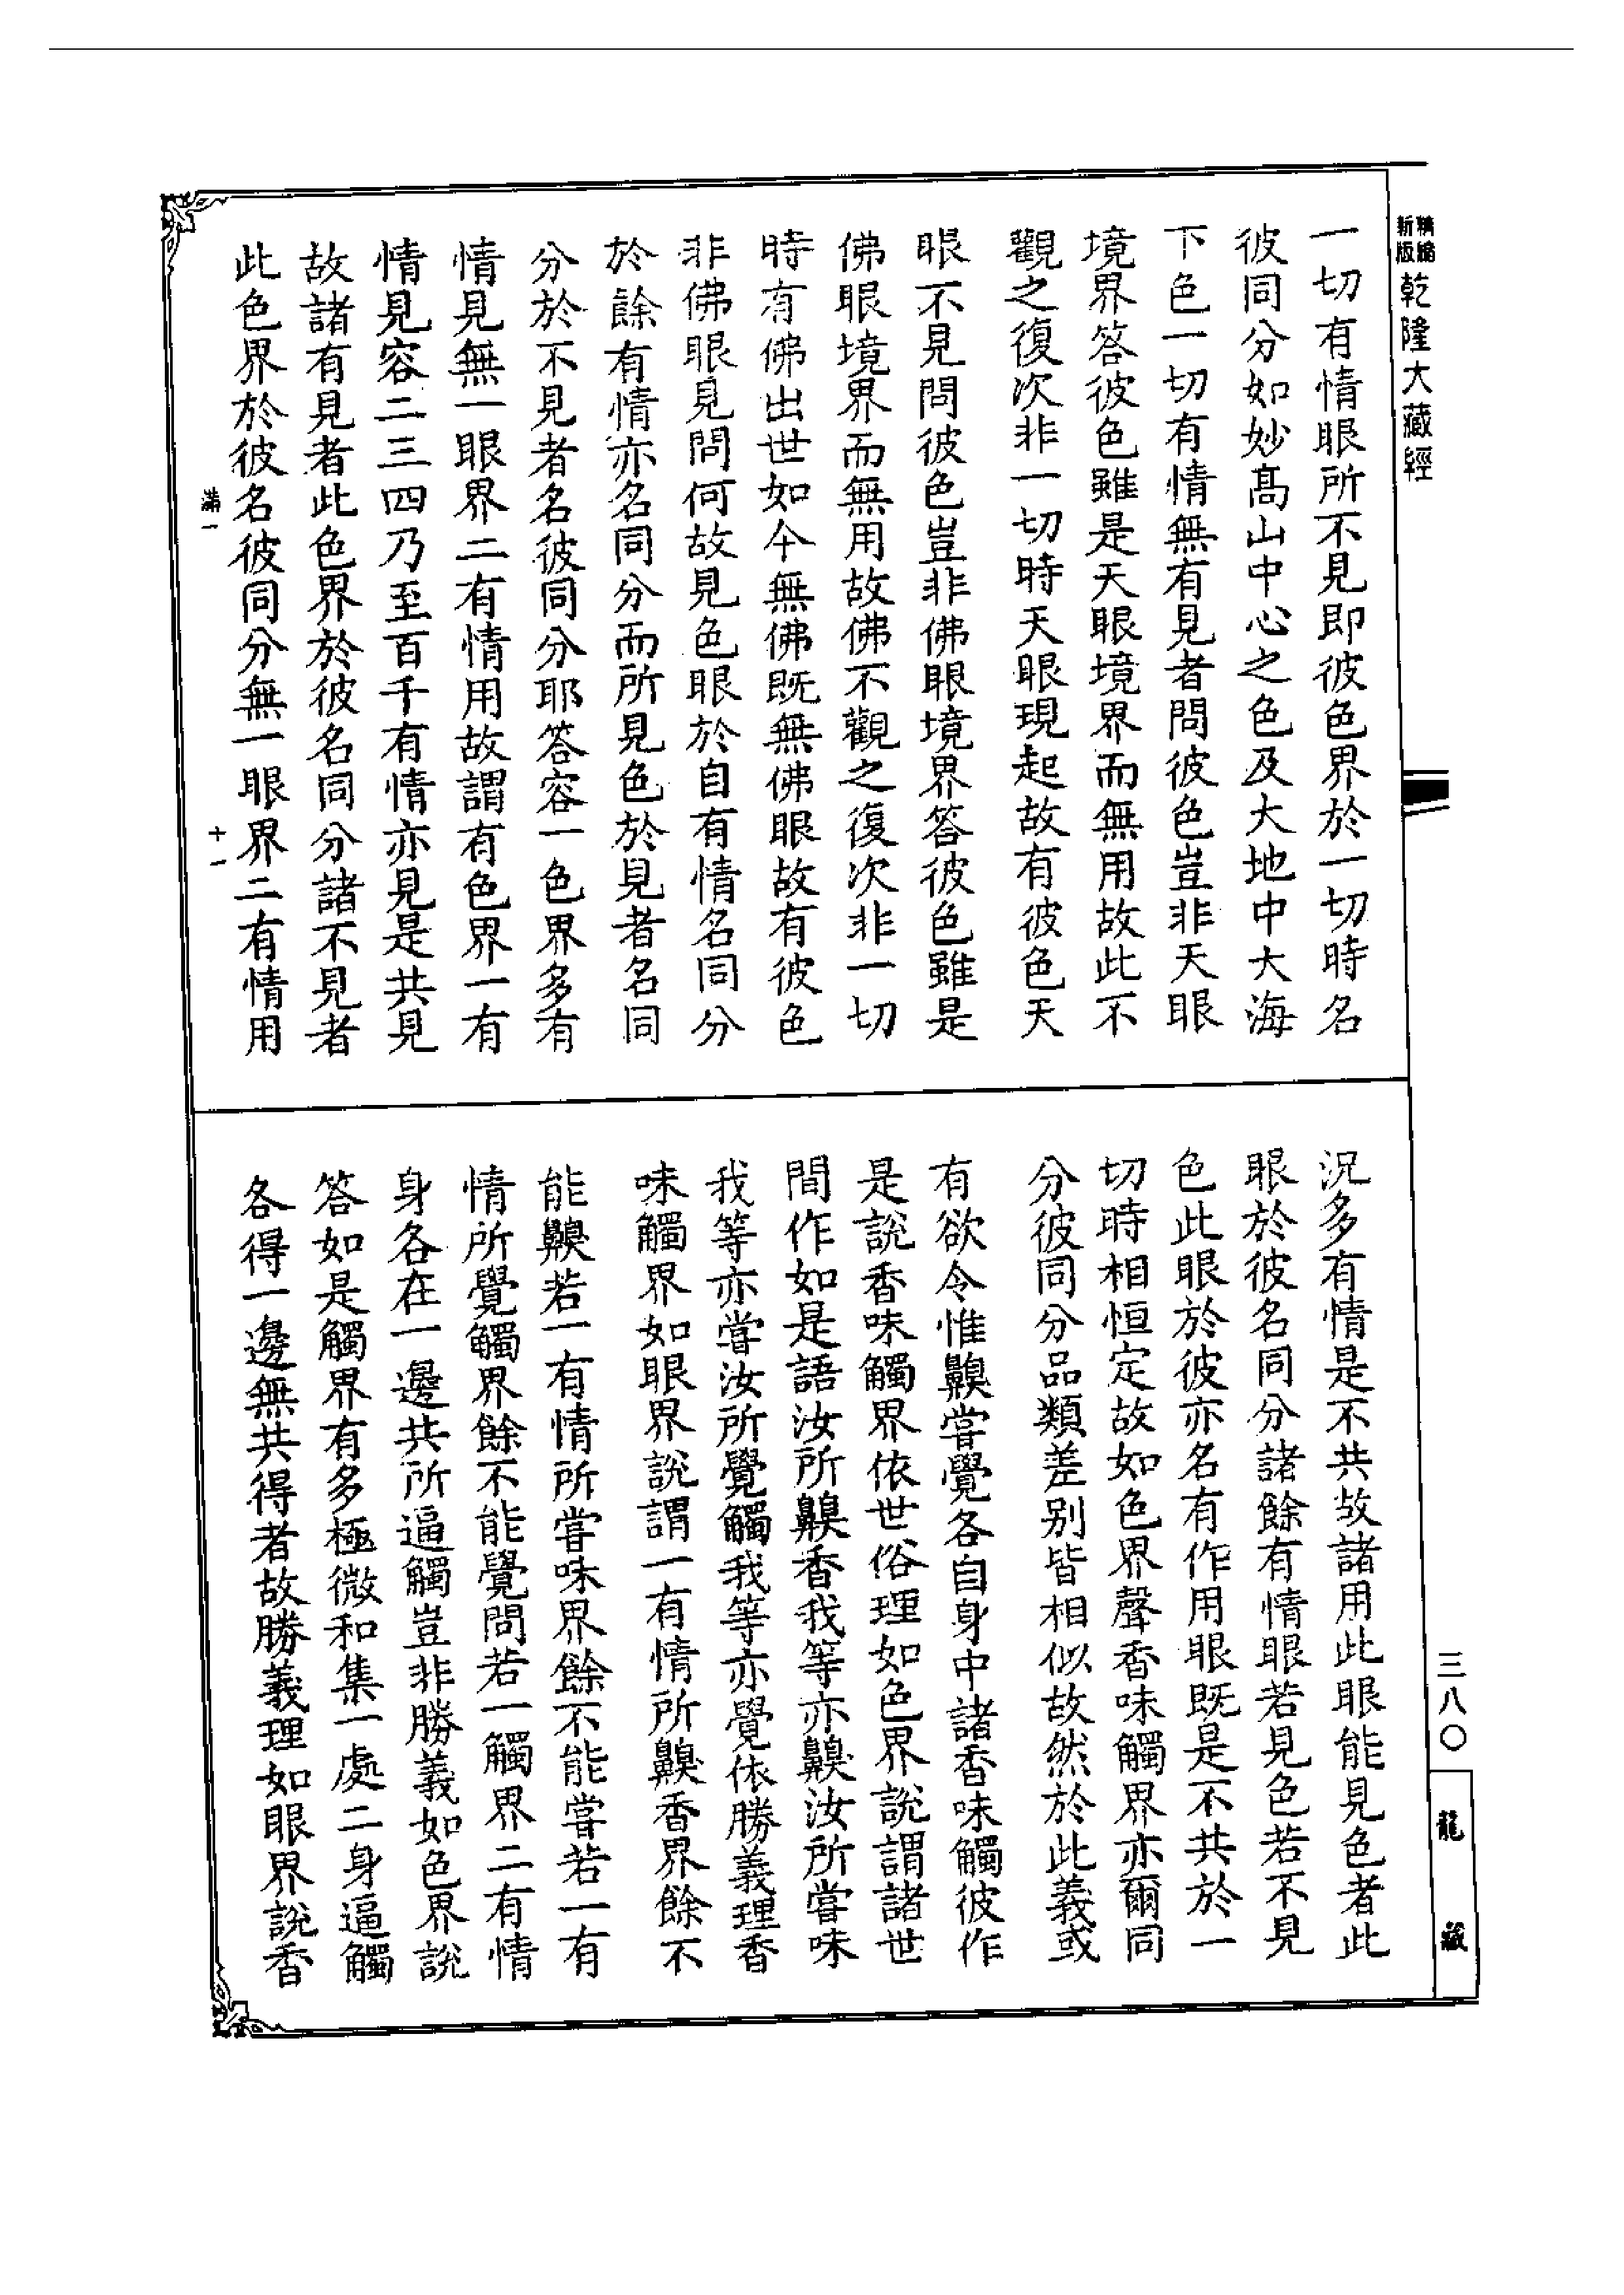 新版精縮乾隆大藏經
一切有情眼所不見即彼色界於一切時名
彼同分如妙高山中心之色及大地中大海
下色一切有情無有見者問彼色豈非天眼
境界答彼色雖是天眼境界而無用故此不
觀之復次非一切時天眼現起故有彼色天
眼不見問彼色豈非佛眼境界答彼色雖是
佛眼境界而無用故佛不觀之復次非一切
時有佛出世如今無佛既無佛眼故有彼色
非佛眼見問何故見色眼於自有情名同分
於餘有情亦名同分而所見色於見者名同
分於不見者名彼同分耶答容一色界多有
情見無一眼界二有情用故謂有色界一有
情見容二三四乃至百千有情亦見是共見
故諸有見者此色界於彼名同分諸不見者
此色界於彼名彼同分無一眼界二有情用
滿一
十一
況多有情是不共故諸用此眼能見色者此
眼於彼名同分諸餘有情眼若見色若不見
色此眼於彼亦名有作用眼既是不共於一
切時相恒定故如色界聲香味觸界亦爾同
分彼同分品類差別皆相似故然於此義或
有欲令惟齅嘗覺各自身中諸香味觸彼作
是說香味觸界依世俗理如色界說謂諸世
間作如是語汝所齅香我等亦齅汝所嘗味
我等亦嘗汝所覺觸我等亦覺依勝義理香
味觸界如眼界說謂一有情所齅香界餘不
能齅若一有情所嘗味界餘不能嘗若一有
情所覺觸界餘不能覺問若一觸界二有情
身各在一邊共所逼觸豈非勝義如色界說
答如是觸界有多極微和集一處二身逼觸
各得一邊無共得者故勝義理如眼界說香
三八〇
龍藏